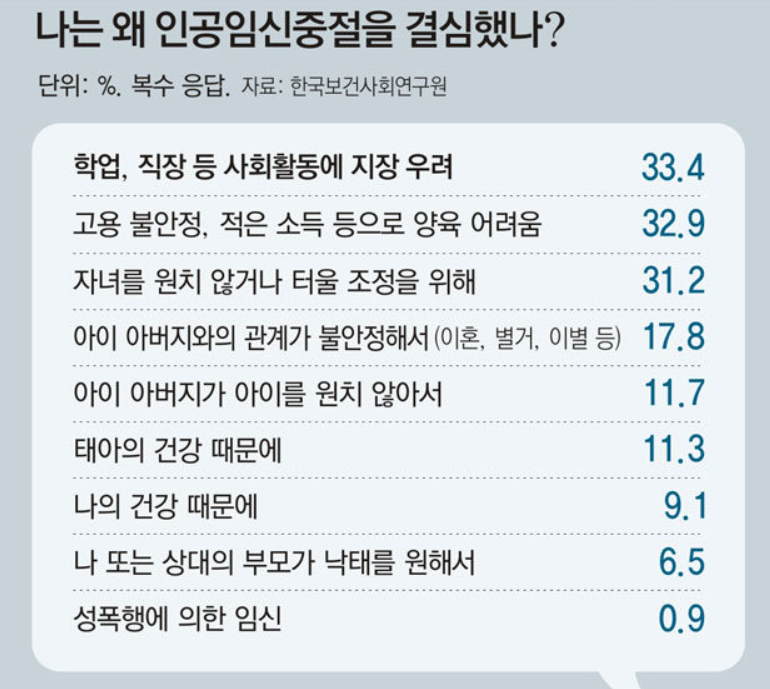 나는 왜 인공임신중절을 결심했나?
단위: %. 복수 응답. 자료: 한국보건사회연구원
학업, 직장 등 사회활동에 지장 우려 33.4
고용 불안정, 적은 소득 등으로 양육 어려움 32.9
자녀를 원치 않거나 터울 조정을 위해 31.2
아이 아버지와의 관계가 불안정해서(이혼, 별거, 이별 등) 17.8
아이 아버지가 아이를 원치 않아서 11.7
태아의 건강 때문에 11.3
나의 건강 때문에 9.1
나 또는 상대의 부모가 낙태를 원해서 6.5
성폭행에 의한 임신 0.9